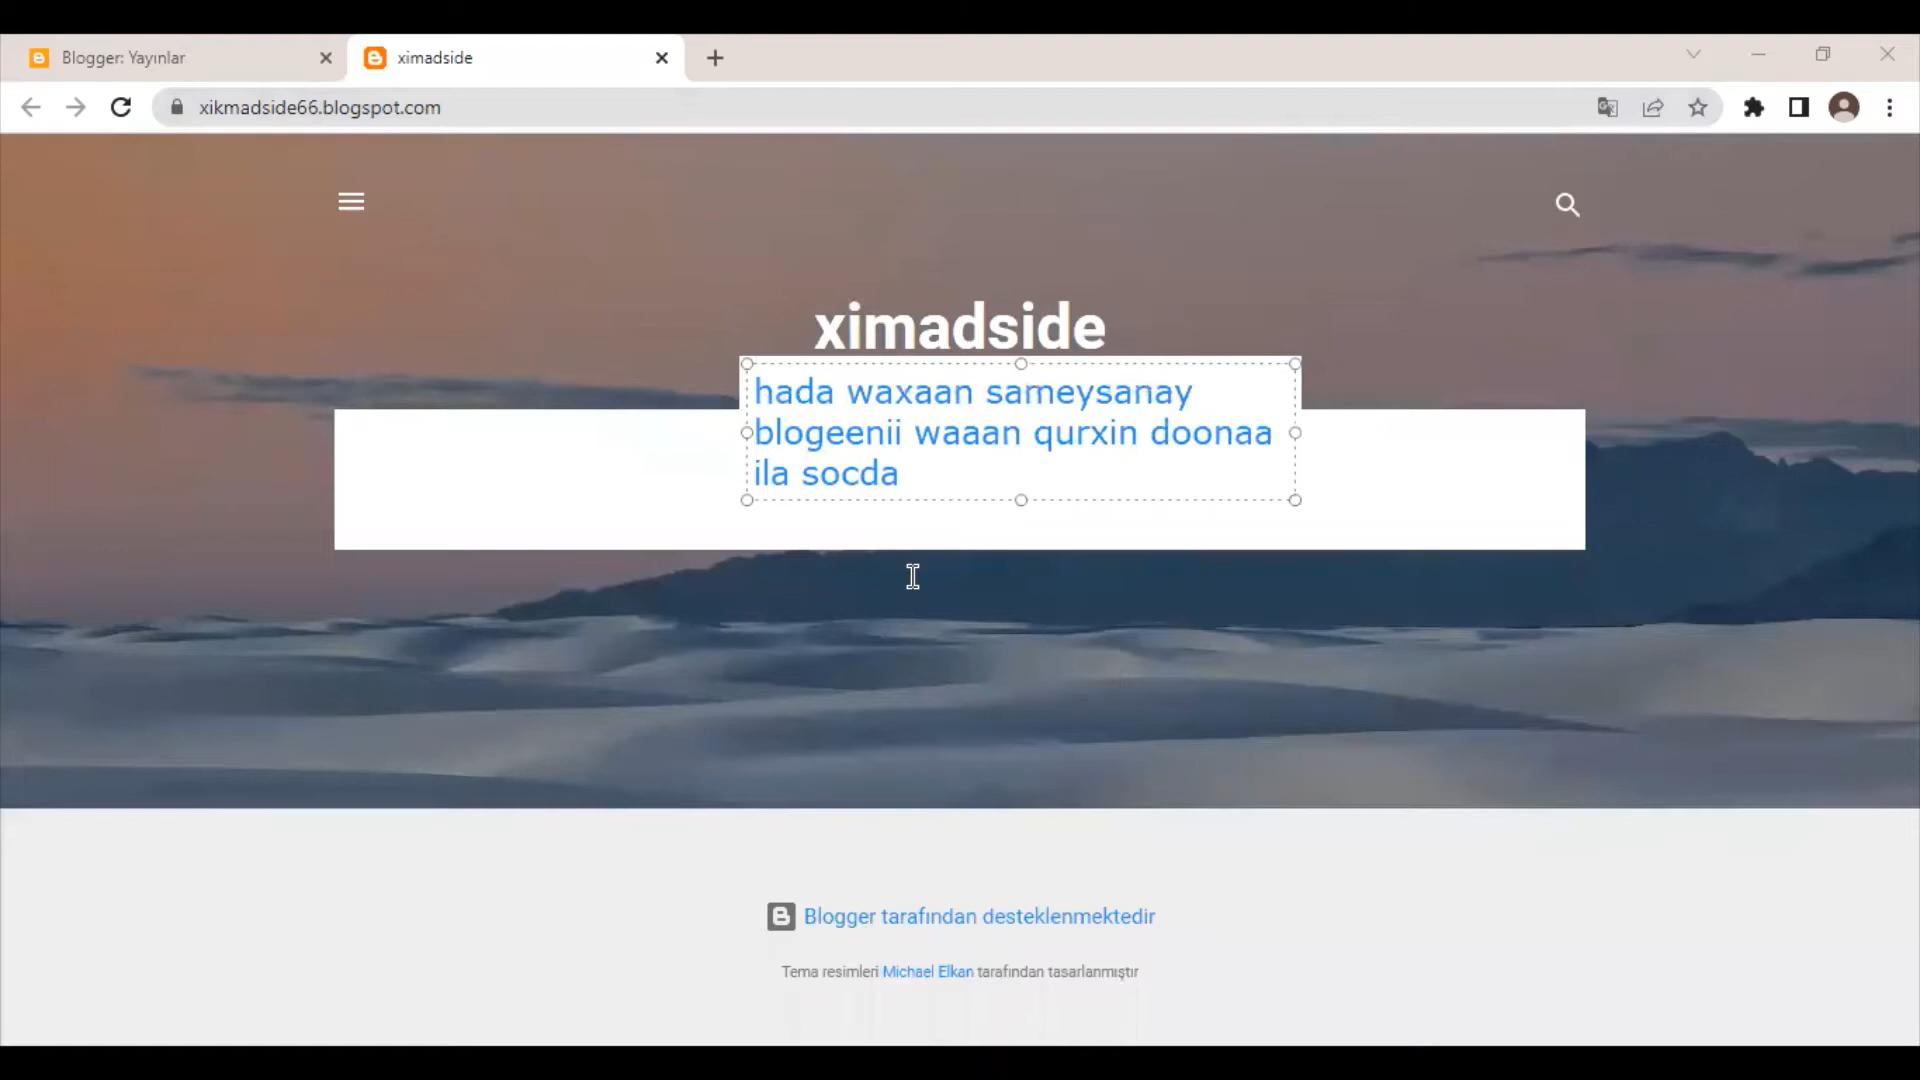 Blogger: Yayınlar
ximadside
xikmadside66.blogspot.com
ximadside
hada waxaan sameysanay
blogeenii waaan qurxin doonaa
ila socda
Blogger tarafından desteklenmektedir
Tema resimleri Michael Elkan tarafından tasarlanmıştır